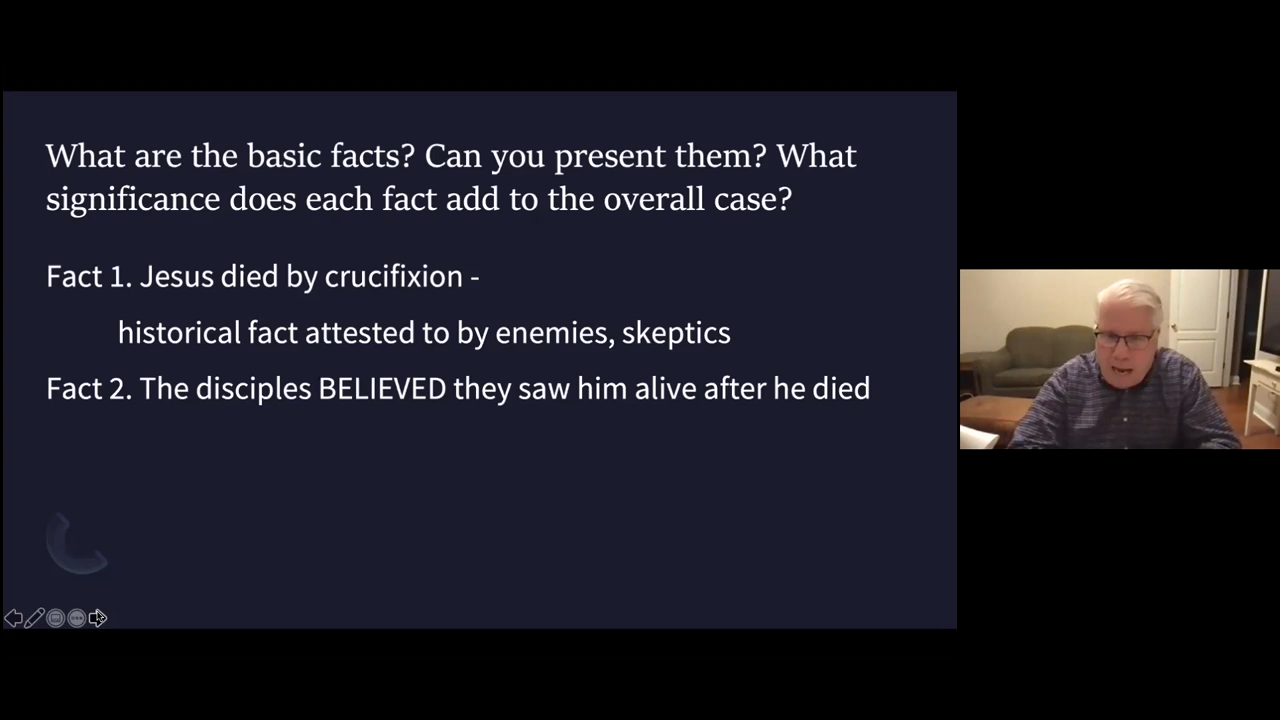 What are the basic facts? Can you present them? What
significance does each fact add to the overall case?
Fact 1. Jesus died by crucifixion -
historical fact attested to by enemies, skeptics
Fact 2. The disciples BELIEVED they saw him alive after he died